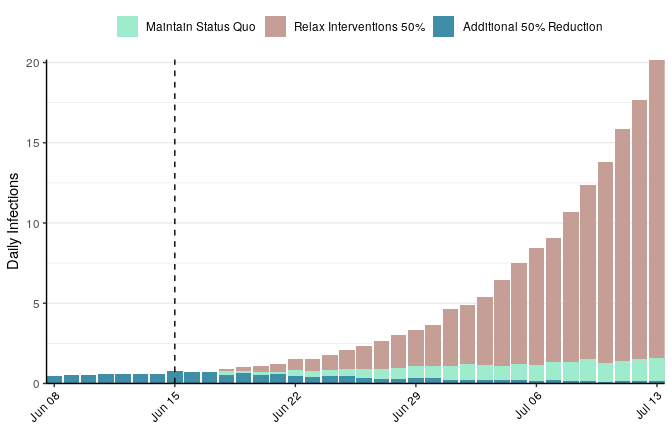 Maintain Status Quo Relax Interventions 50% Additional 50% Reduction
20
15
10
5
0
Daily Infections
Jun 08 Jun 15 Jun 22 Jun 29 Jul 06 Jul 13